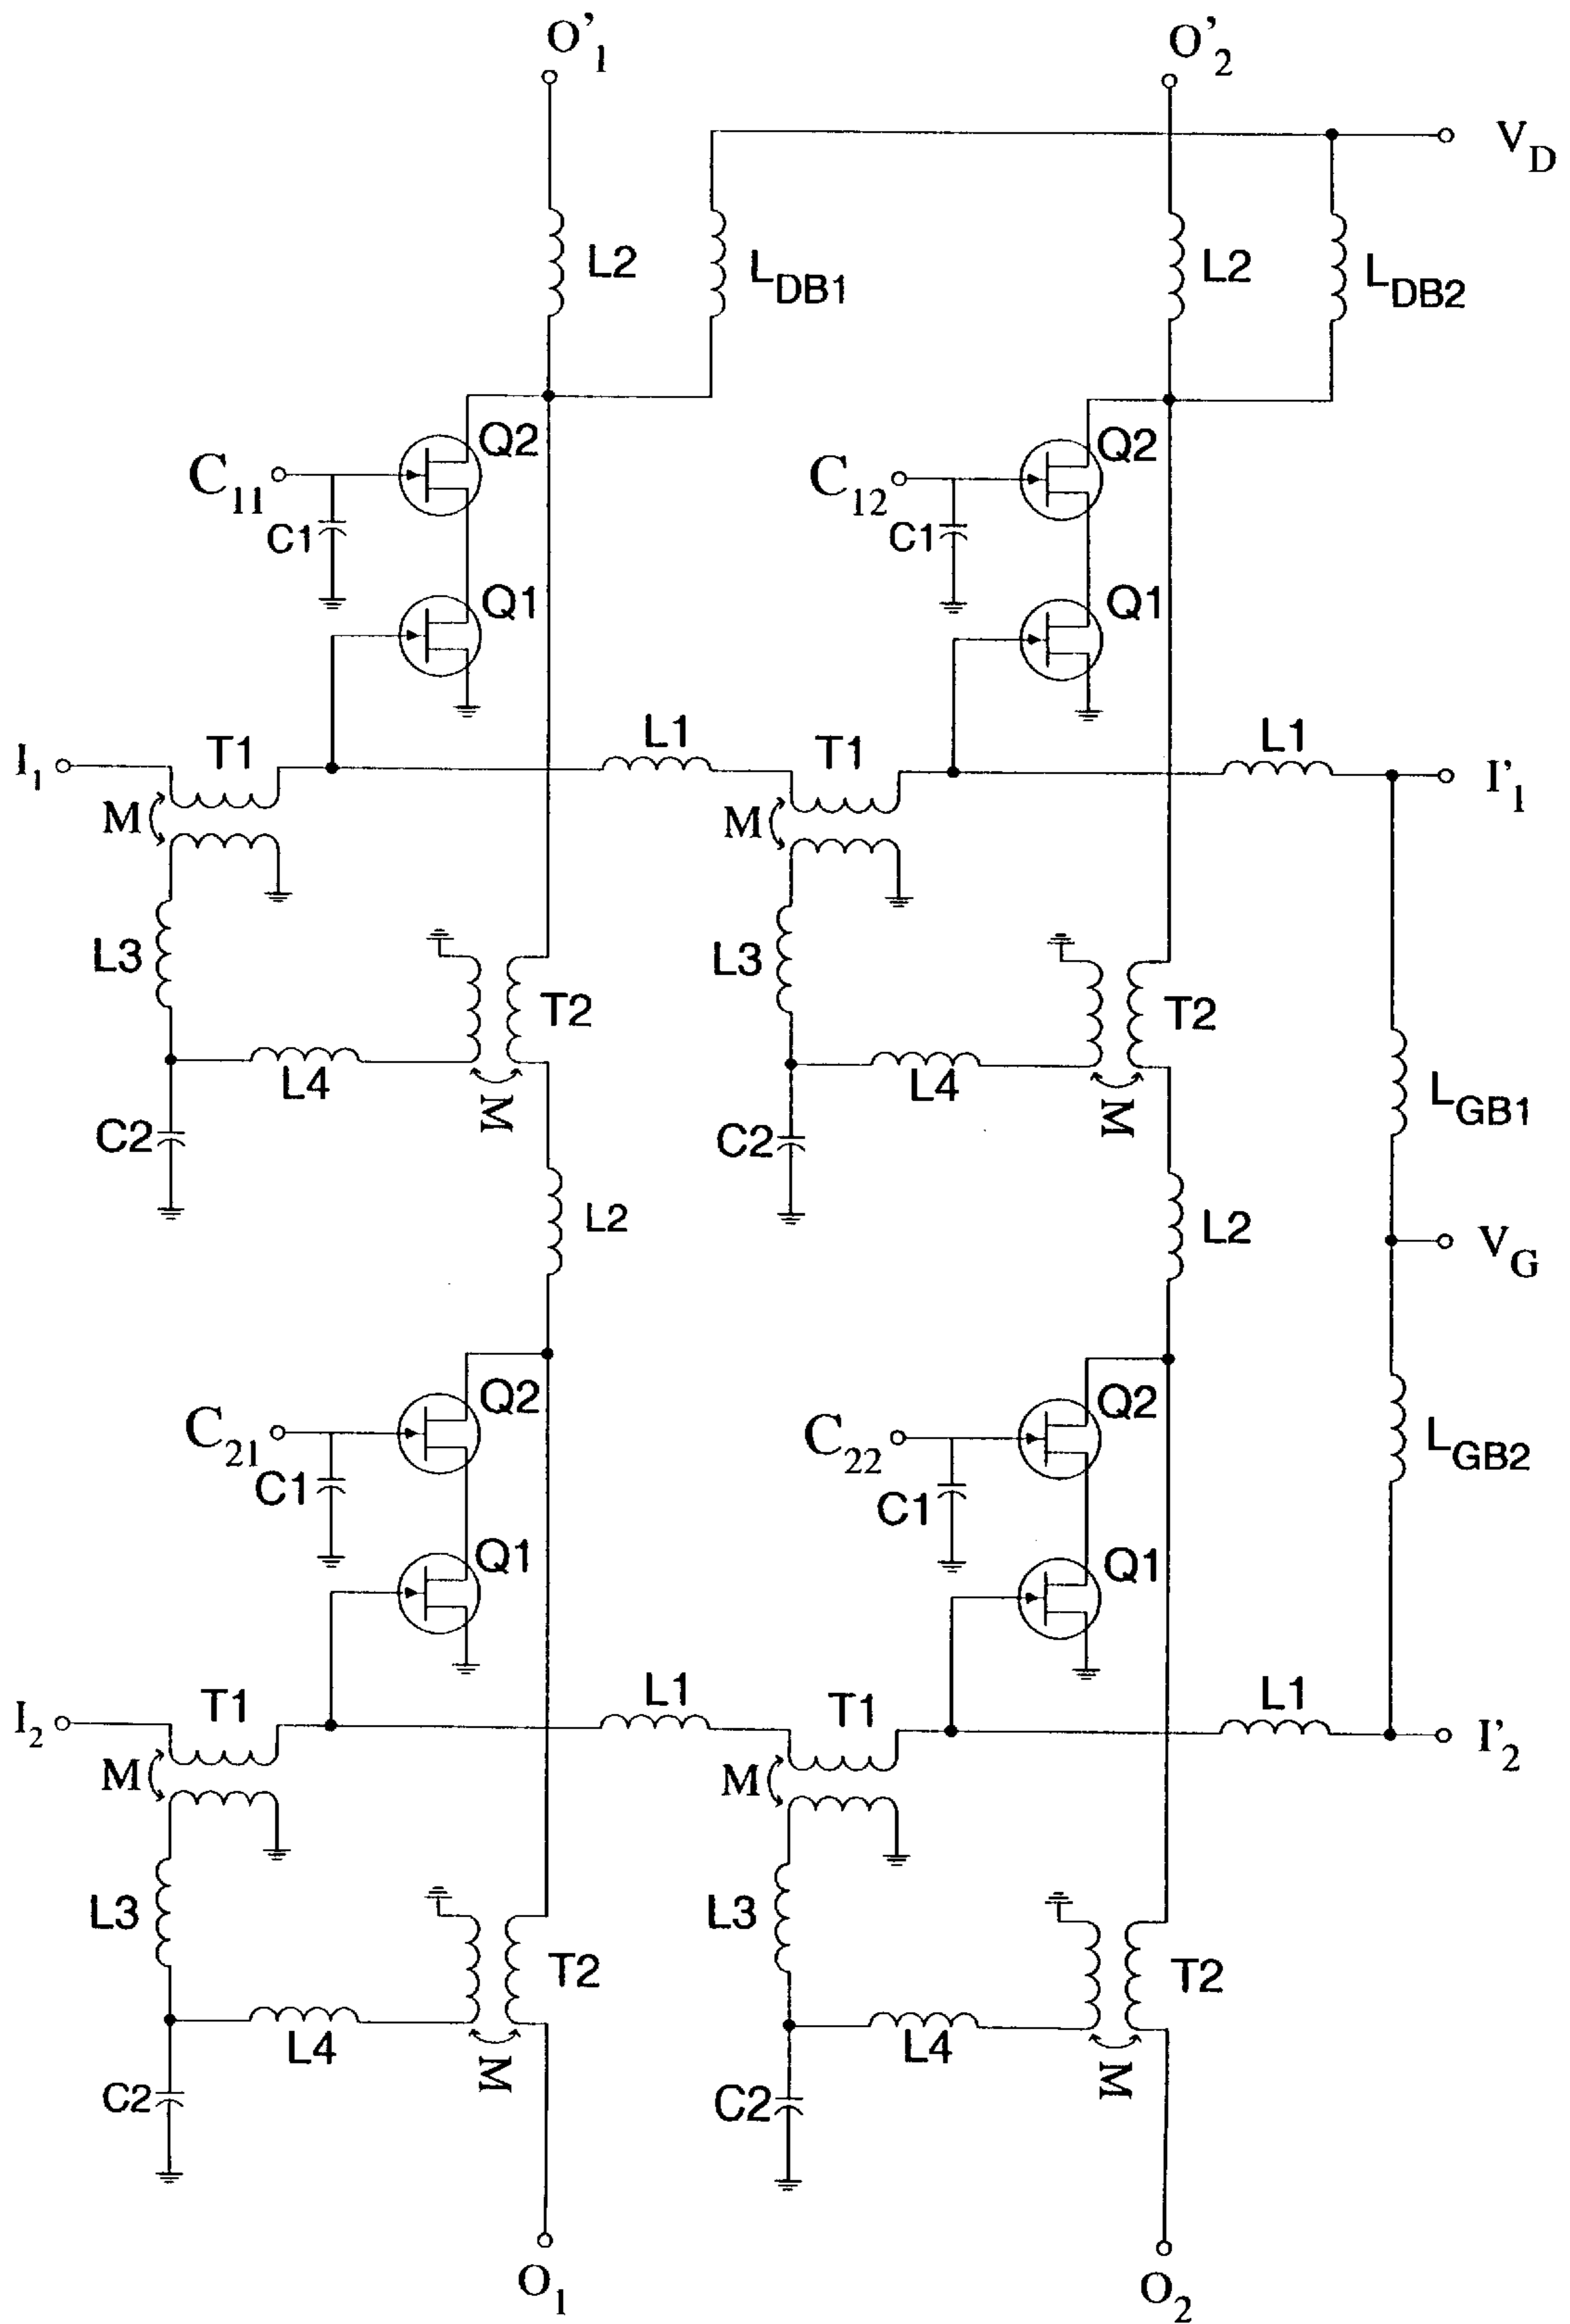 O'1 O'2
VD
L2 LDB1 L2 LDB2
Q2 Q2
C11 C12
C1 C1
Q1 Q1
L1 L1
I1 T1 T1 I'1
M M
L3 L3
T2 T2
L4 L4 LGB1
C2 M C2 M
L2 L2 VG
Q2 Q2
C21 C22 LGB2
C1 C1
Q1 Q1
L1 L1
I2 T1 T1 I'2
M M
L3 L3
T2 T2
L4 L4
C2 M C2 M
O1 O2